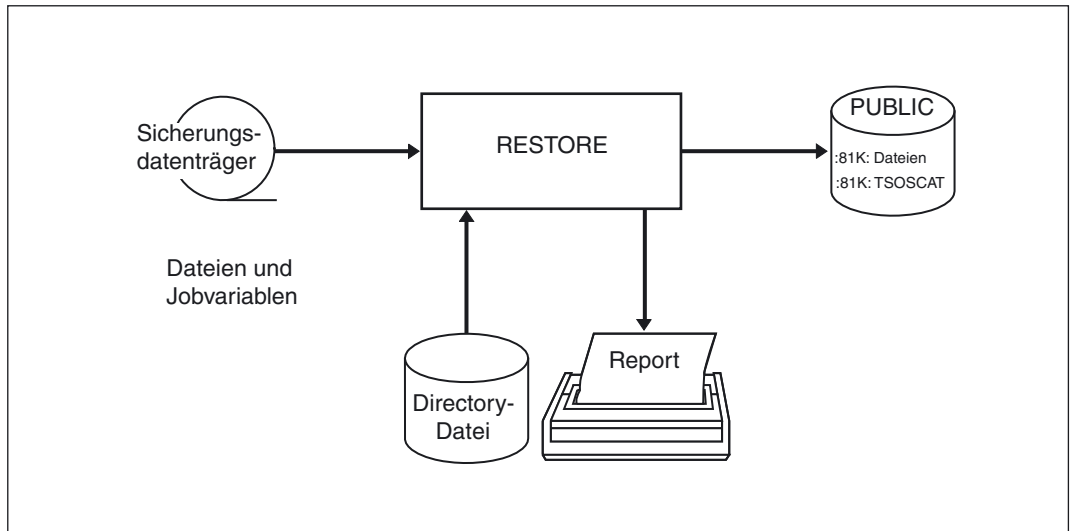 Sicherungs-
datenträger
RESTORE
PUBLIC
:81K: Dateien
:81K: TSOSCAT
Dateien und
Jobvariablen
Directory-
Datei
Report